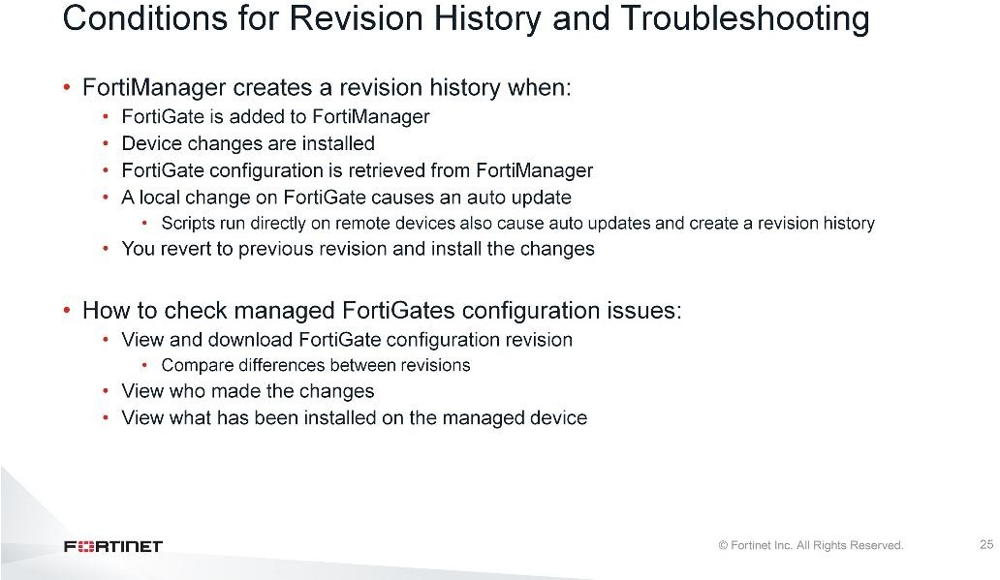 Conditions for Revision History and Troubleshooting
• FortiManager creates a revision history when:
• FortiGate is added to FortiManager
• Device changes are installed
• FortiGate configuration is retrieved from FortiManager
• A local change on FortiGate causes an auto update
• Scripts run directly on remote devices also cause auto updates and create a revision history
• You revert to previous revision and install the changes
• How to check managed FortiGates configuration issues:
• View and download FortiGate configuration revision
• Compare differences between revisions
• View who made the changes
• View what has been installed on the managed device
FORTINET
© Fortinet Inc. All Rights Reserved.
25